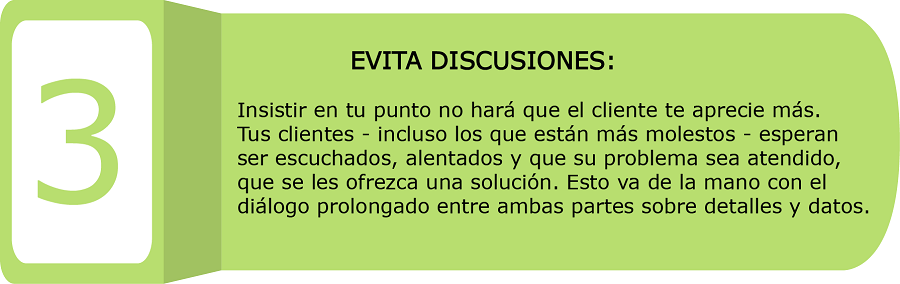 3
EVITA DISCUSIONES:
Insistir en tu punto no hará que el cliente te aprecie más.
Tus clientes - incluso los que están más molestos - esperan
ser escuchados, alentados y que su problema sea atendido,
que se les ofrezca una solución. Esto va de la mano con el
diálogo prolongado entre ambas partes sobre detalles y datos.